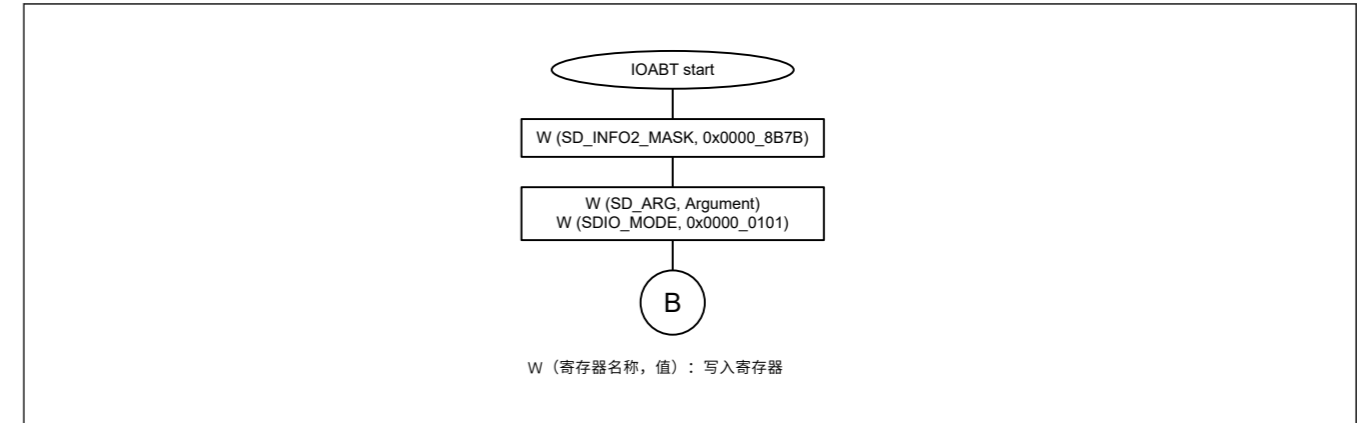 IOABT start
W (SD_INFO2_MASK, 0x0000_8B7B)
W (SD_ARG, Argument)
W (SDIO_MODE, 0x0000_0101)
B
W（寄存器名称，值）：写入寄存器